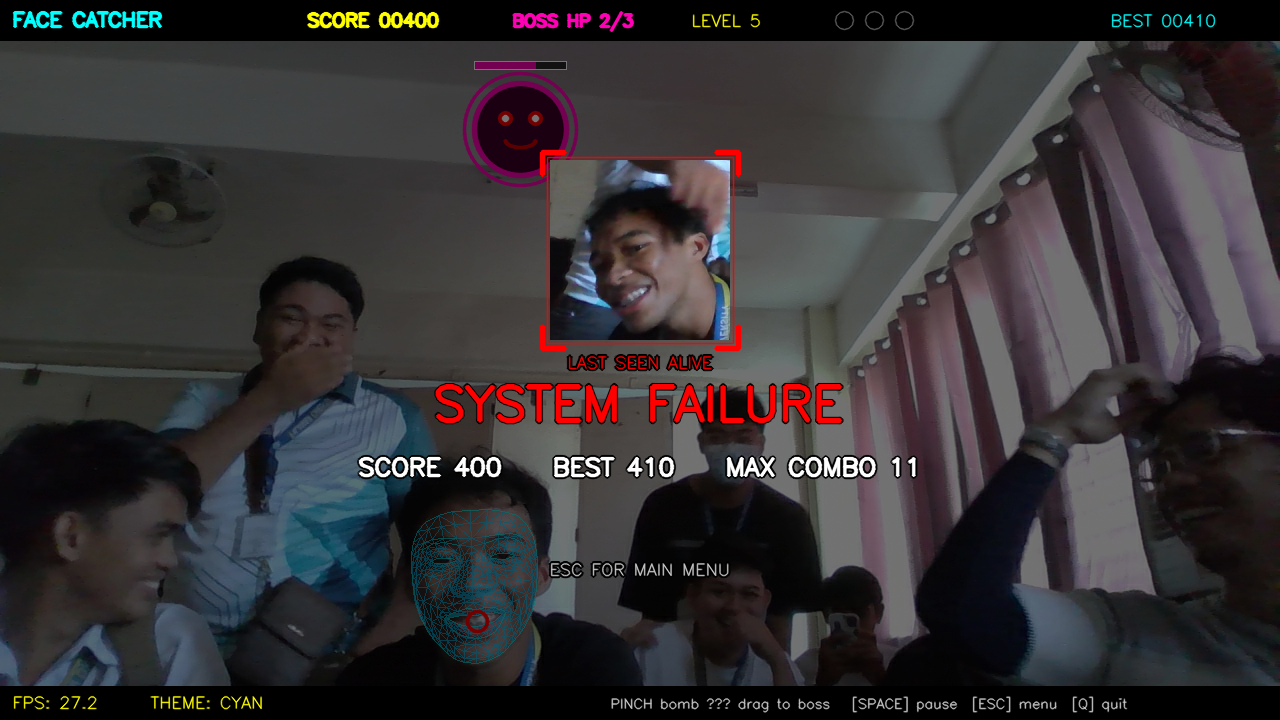 FACE CATCHER SCORE 00400 BOSS HP 2/3 LEVEL 5 BEST 00410
LAST SEEN ALIVE
SYSTEM FAILURE
SCORE 400 BEST 410 MAX COMBO 11
ESC FOR MAIN MENU
FPS: 27.2 THEME: CYAN PINCH bomb ??? drag to boss [SPACE] pause [ESC] menu [Q] quit